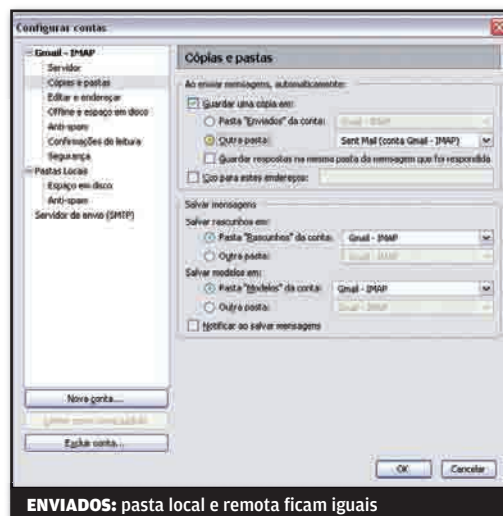 Configurar contas
Gmail - IMAP
Servidor
Cópias e pastas
Editar e endereçar
Offline e espaço em disco
Anti-spam
Confirmações de leitura
Segurança
Pastas Locais
Espaço em disco
Anti-spam
Servidor de envio (SMTP)
Nova conta...
Excluir conta...
Cópias e pastas
Ao enviar mensagens, automaticamente:
Guardar uma cópia em:
Pasta "Enviados" da conta: Gmail - IMAP
Outra pasta: Sent Mail (conta Gmail - IMAP)
Guardar respostas na mesma pasta da mensagem que foi respondida
Cco para estes endereços:
Salvar mensagens
Salvar rascunhos em:
Pasta "Rascunhos" da conta: Gmail - IMAP
Outra pasta: Gmail - IMAP
Salvar modelos em:
Pasta "Modelos" da conta: Gmail - IMAP
Outra pasta: Gmail - IMAP
Notificar ao salvar mensagens
OK Cancelar
ENVIADOS: pasta local e remota ficam iguais